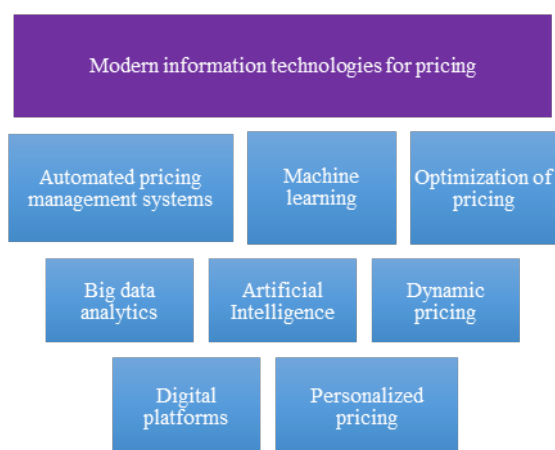 Modern information technologies for pricing
Automated pricing
management systems
Machine
learning
Optimization of
pricing
Big data
analytics
Artificial
Intelligence
Dynamic
pricing
Digital
platforms
Personalized
pricing